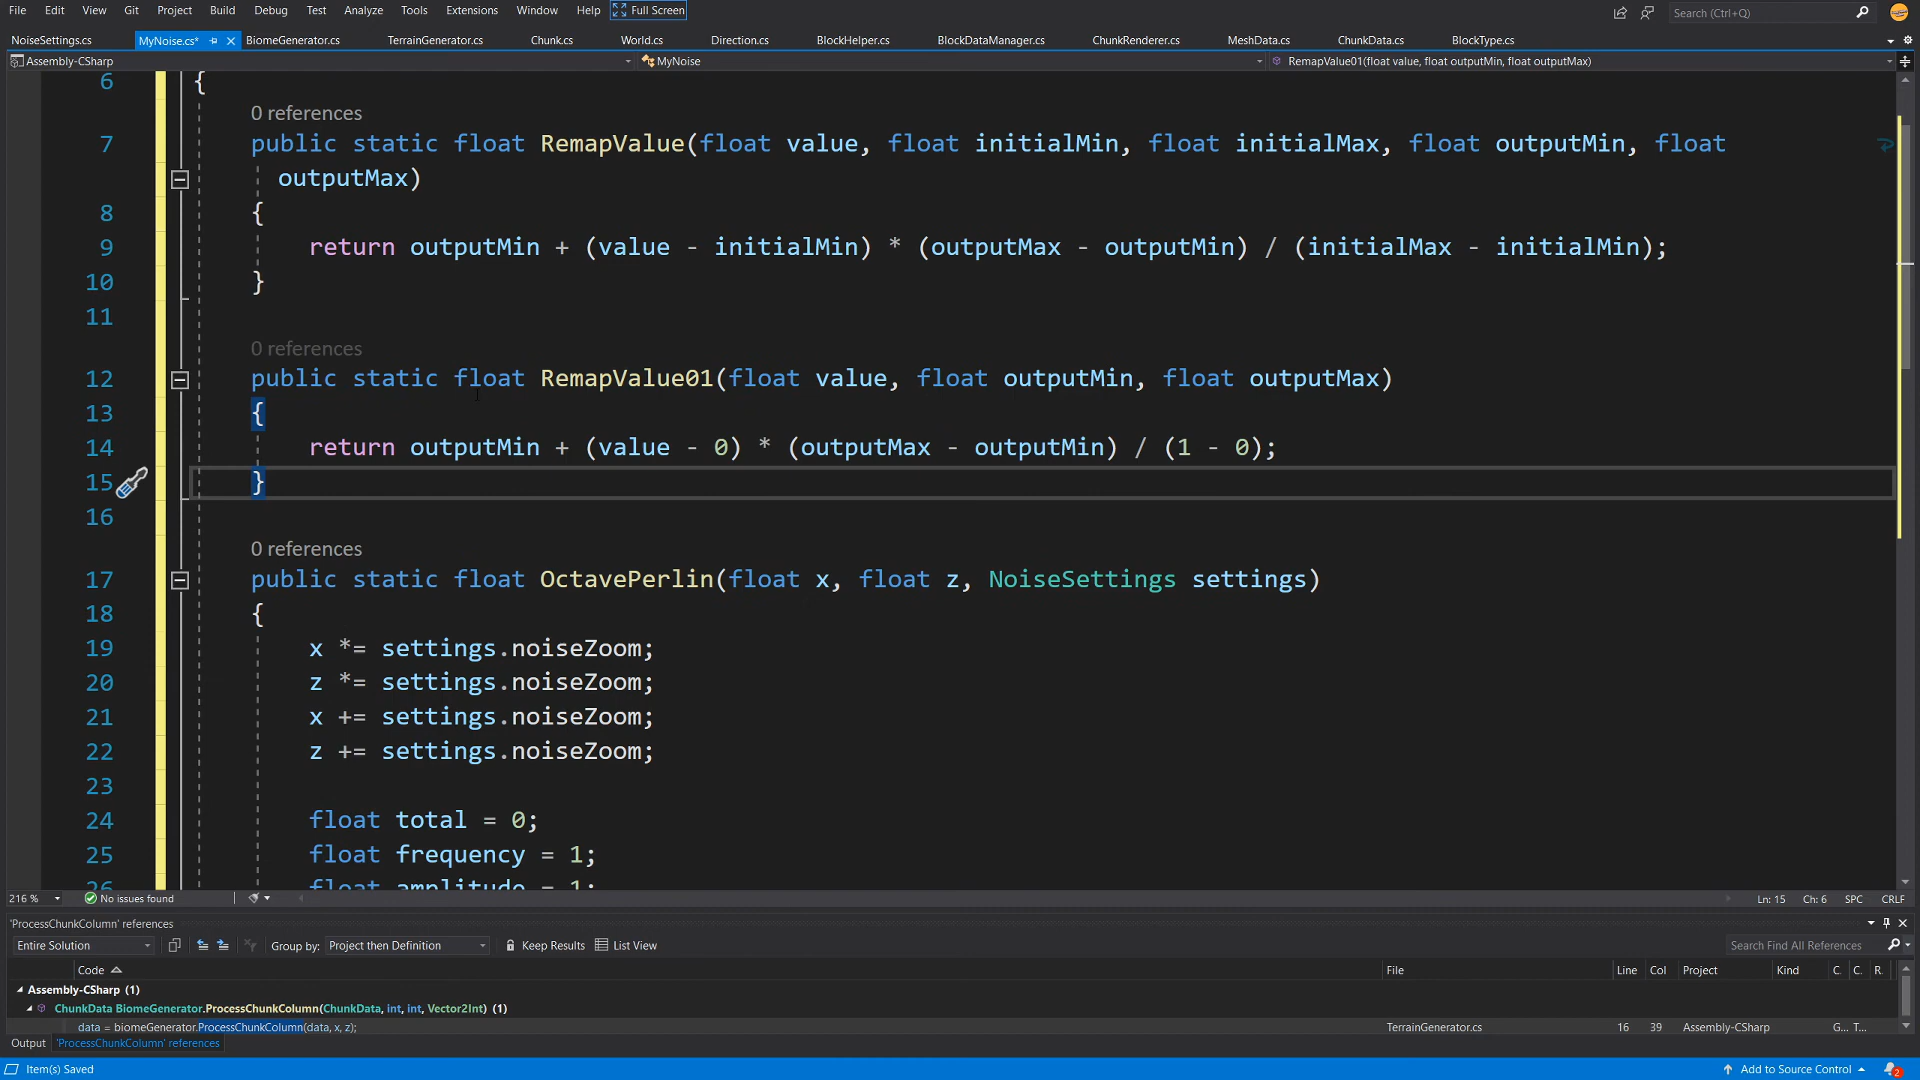 File Edit View Git Project Build Debug Test Analyze Tools Extensions Window Help Full Screen Search (Ctrl+Q)
NoiseSettings.cs MyNoise.cs* BiomeGenerator.cs TerrainGenerator.cs Chunk.cs World.cs Direction.cs BlockHelper.cs BlockDataManager.cs ChunkRenderer.cs MeshData.cs ChunkData.cs BlockType.cs
Assembly-CSharp MyNoise RemapValue01(float value, float outputMin, float outputMax)
6 {
0 references
7 public static float RemapValue(float value, float initialMin, float initialMax, float outputMin, float
outputMax)
8 {
9 return outputMin + (value - initialMin) * (outputMax - outputMin) / (initialMax - initialMin);
10 }
11
0 references
12 public static float RemapValue01(float value, float outputMin, float outputMax)
13 {
14 return outputMin + (value - 0) * (outputMax - outputMin) / (1 - 0);
15 }
16
0 references
17 public static float OctavePerlin(float x, float z, NoiseSettings settings)
18 {
19 x *= settings.noiseZoom;
20 z *= settings.noiseZoom;
21 x += settings.noiseZoom;
22 z += settings.noiseZoom;
23
24 float total = 0;
25 float frequency = 1;
26 float amplitude = 1;
216 % No issues found Ln: 15 Ch: 6 SPC CRLF
'ProcessChunkColumn' references
Entire Solution Group by: Project then Definition Keep Results List View Search Find All References
Code File Line Col Project Kind C. C. R.
Assembly-CSharp (1)
ChunkData BiomeGenerator.ProcessChunkColumn(ChunkData, int, int, Vector2Int) (1)
data = biomeGenerator.ProcessChunkColumn(data, x, z); TerrainGenerator.cs 16 39 Assembly-CSharp G... T...
Output 'ProcessChunkColumn' references
Item(s) Saved Add to Source Control 2